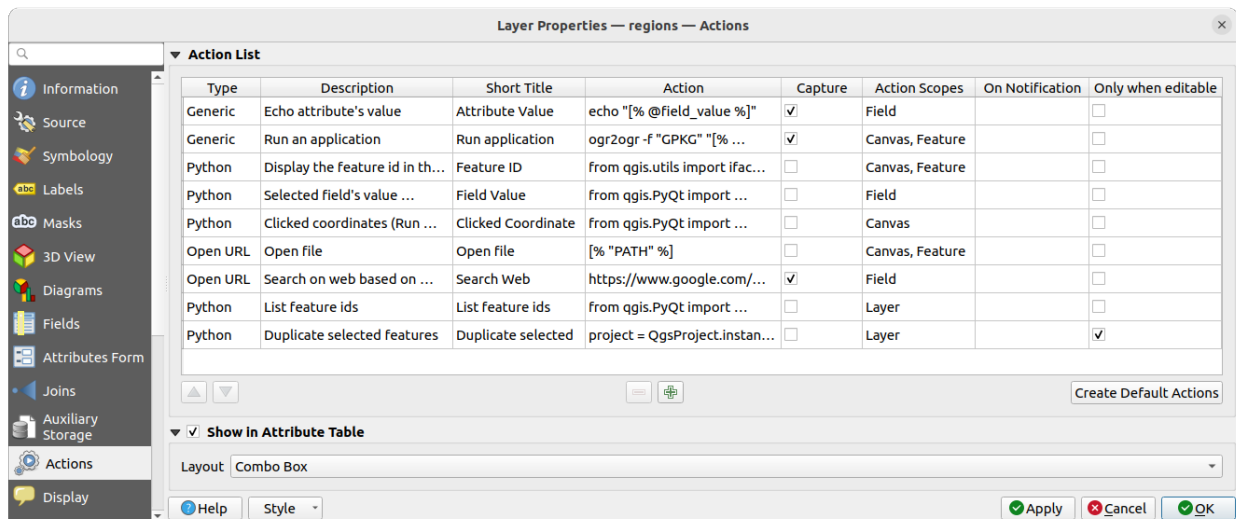 Layer Properties — regions — Actions
Information
Source
Symbology
abc Labels
abc Masks
3D View
Diagrams
Fields
Attributes Form
Joins
Auxiliary
Storage
Actions
Display
Action List
Type Description Short Title Action Capture Action Scopes On Notification Only when editable
Generic Echo attribute's value Attribute Value echo "[% @field_value %]" Field
Generic Run an application Run application ogr2ogr -f "GPKG" "[% … Canvas, Feature
Python Display the feature id in th… Feature ID from qgis.utils import ifac… Canvas, Feature
Python Selected field's value … Field Value from qgis.PyQt import … Field
Python Clicked coordinates (Run … Clicked Coordinate from qgis.PyQt import … Canvas
Open URL Open file Open file [% "PATH" %] Canvas, Feature
Open URL Search on web based on … Search Web https://www.google.com/… Field
Python List feature ids List feature ids from qgis.PyQt import … Layer
Python Duplicate selected features Duplicate selected project = QgsProject.instan… Layer
Create Default Actions
Show in Attribute Table
Layout Combo Box
Help Style Apply Cancel OK